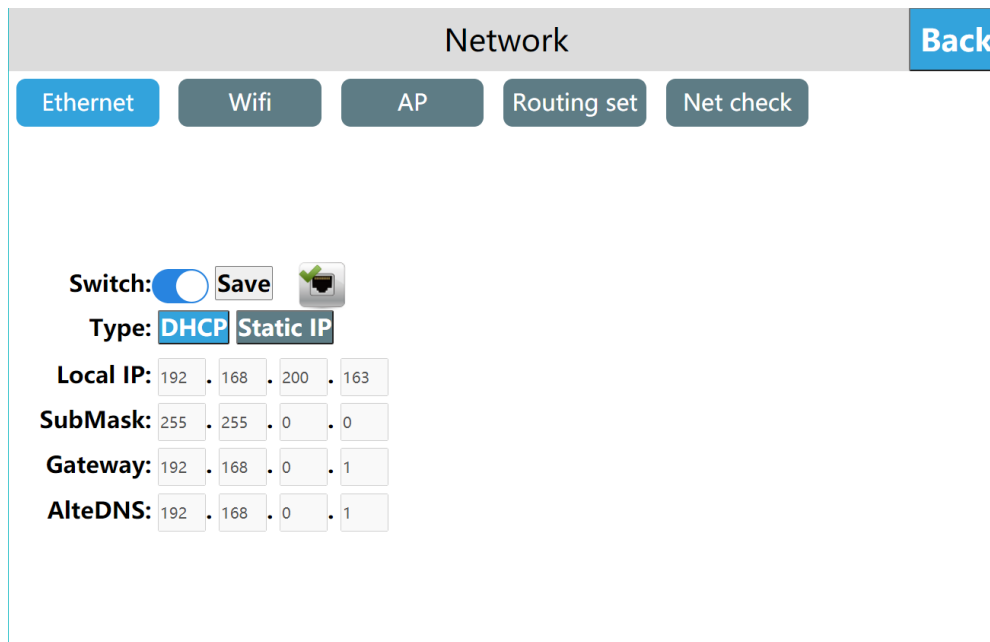 Network Back
Ethernet Wifi AP Routing set Net check
Switch: Save
Type: DHCP Static IP
Local IP: 192 . 168 . 200 . 163
SubMask: 255 . 255 . 0 . 0
Gateway: 192 . 168 . 0 . 1
AlteDNS: 192 . 168 . 0 . 1